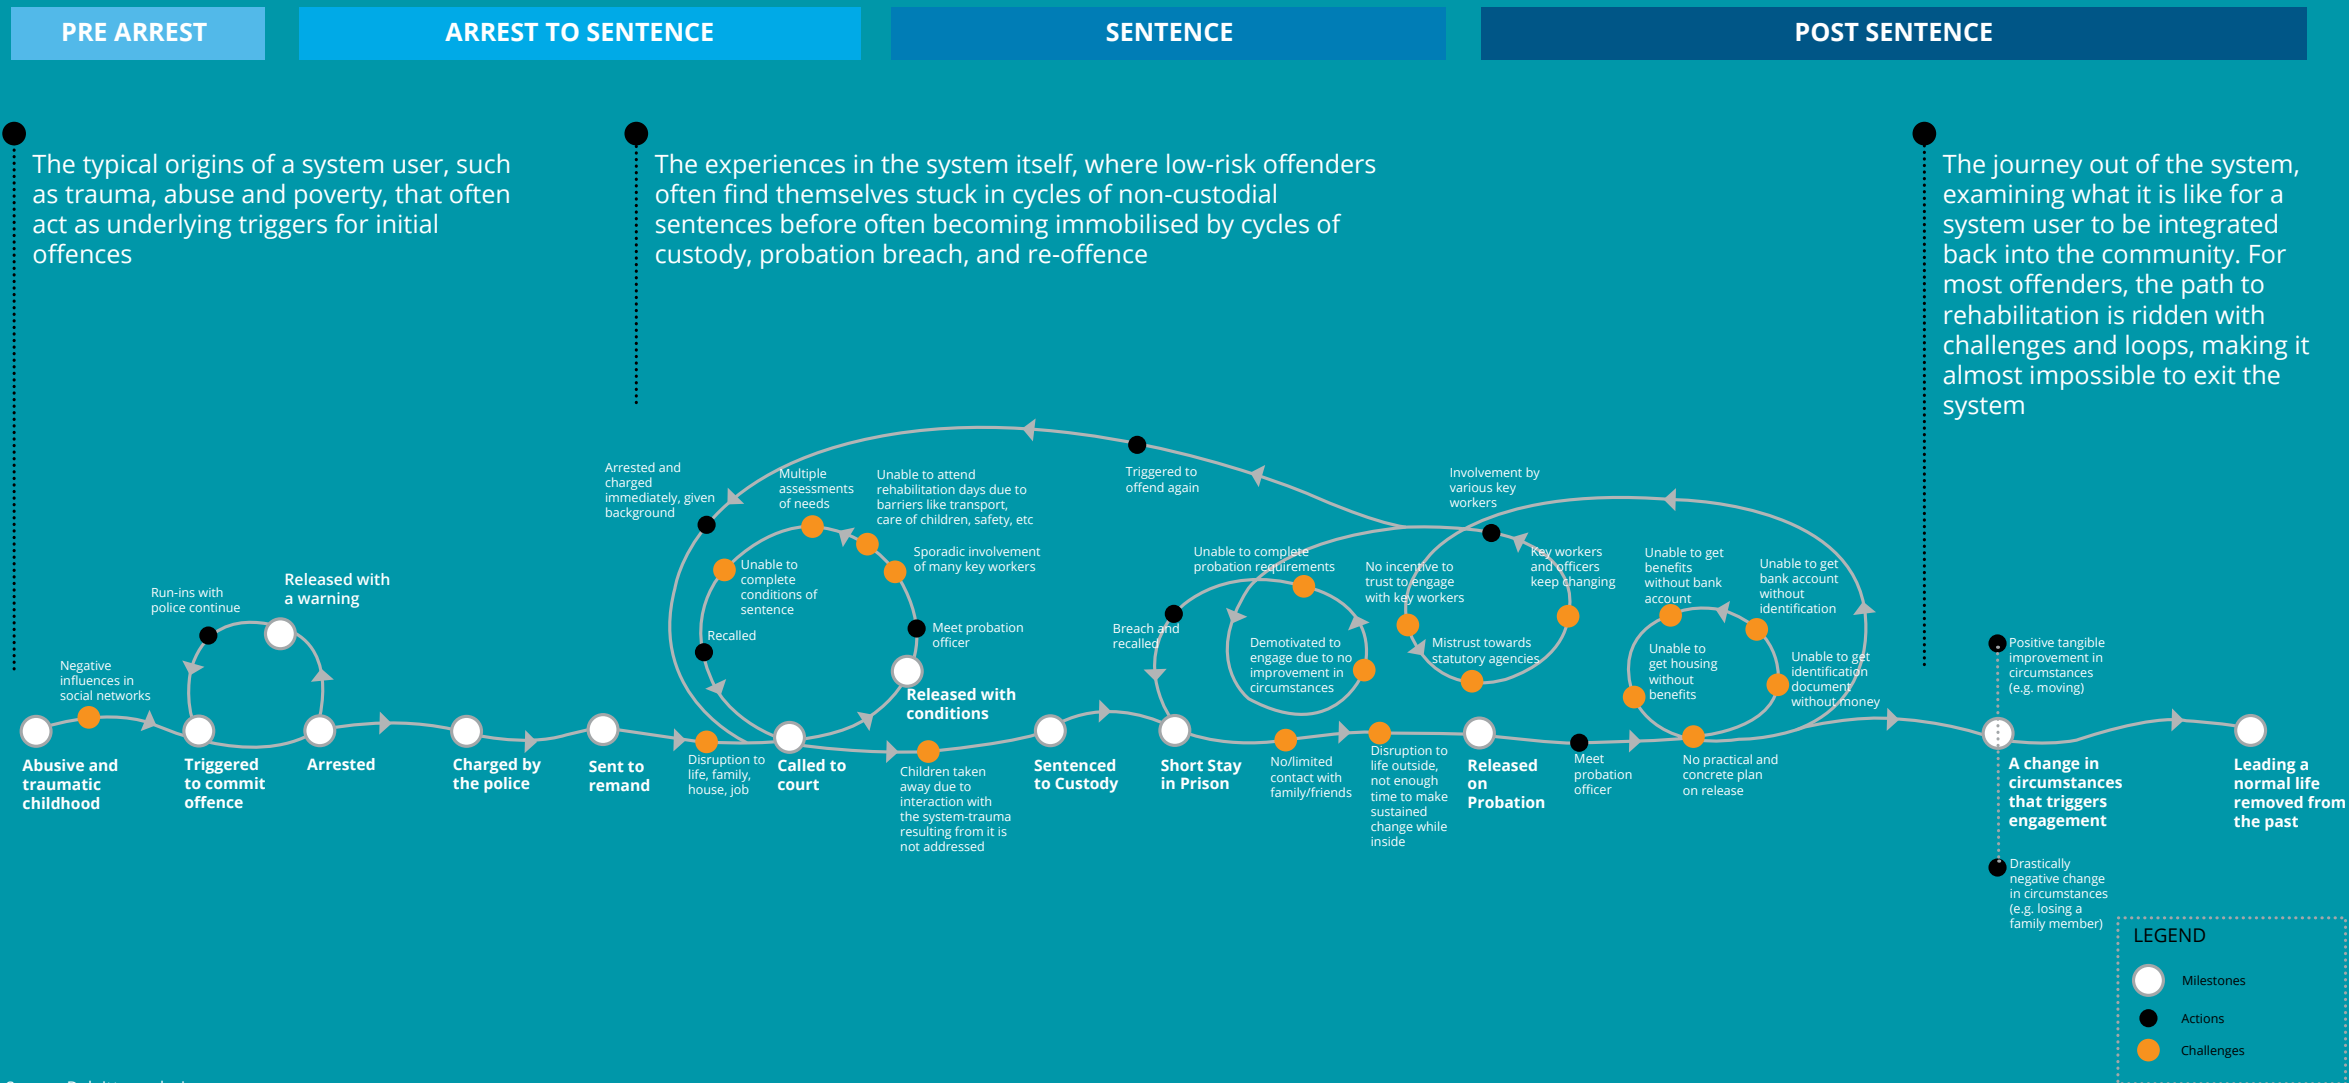 PRE ARREST
ARREST TO SENTENCE
SENTENCE
POST SENTENCE
The typical origins of a system user, such
as trauma, abuse and poverty, that often
act as underlying triggers for initial
offences
The experiences in the system itself, where low-risk offenders
often find themselves stuck in cycles of non-custodial
sentences before often becoming immobilised by cycles of
custody, probation breach, and re-offence
The journey out of the system,
examining what it is like for a
system user to be integrated
back into the community. For
most offenders, the path to
rehabilitation is ridden with
challenges and loops, making it
almost impossible to exit the
system
Negative
influences in
social networks
Abusive and
traumatic
childhood
Run-ins with
police continue
Released with
a warning
Triggered
to commit
offence
Arrested
Charged by
the police
Sent to
remand
Disruption to
life, family,
house, job
Called to
court
Arrested and
charged
immediately, given
background
Multiple
assessments
of needs
Unable to attend
rehabilitation days due to
barriers like transport,
care of children, safety, etc
Sporadic involvement
of many key workers
Unable to
complete
conditions of
sentence
Recalled
Meet probation
officer
Released with
conditions
Children taken
away due to
interaction with
the system-trauma
resulting from it is
not addressed
Sentenced
to Custody
Short Stay
in Prison
Triggered to
offend again
Unable to complete
probation requirements
Breach and
recalled
Demotivated to
engage due to no
improvement in
circumstances
No/limited
contact with
family/friends
Disruption to
life outside,
not enough
time to make
sustained
change while
inside
Involvement by
various key
workers
No incentive to
trust to engage
with key workers
Key workers
and officers
keep changing
Mistrust towards
statutory agencies
Released
on
Probation
Meet
probation
officer
No practical and
concrete plan
on release
Unable to get
benefits
without bank
account
Unable to get
bank account
without
identification
Unable to
get housing
without
benefits
Unable to get
identification
document
without money
Positive tangible
improvement in
circumstances
(e.g. moving)
A change in
circumstances
that triggers
engagement
Drastically
negative change
in circumstances
(e.g. losing a
family member)
Leading a
normal life
removed from
the past
LEGEND
Milestones
Actions
Challenges